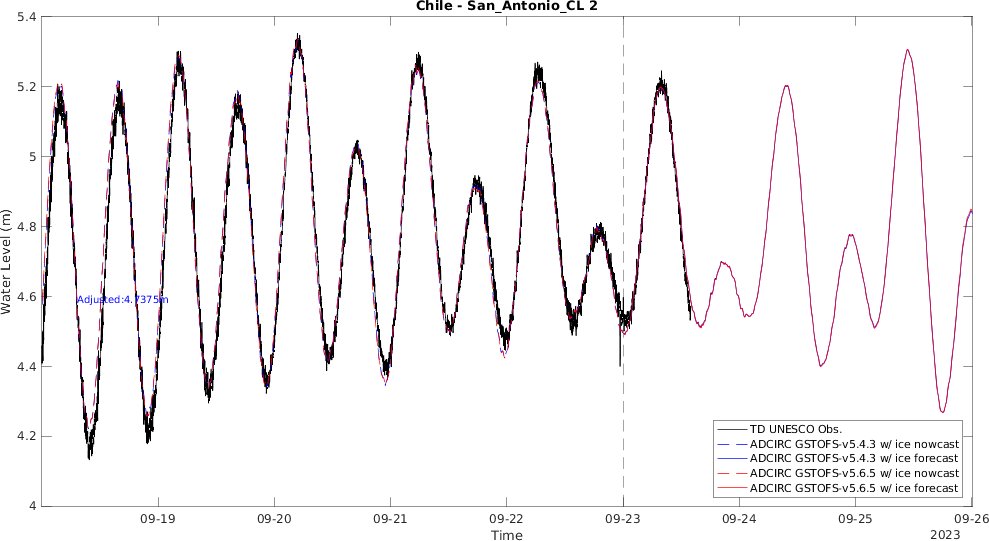 Chile - San_Antonio_CL 2
5.4
5.2
5
4.8
4.6
4.4
4.2
4
Water Level (m)
Adjusted:4.7375m
TD UNESCO Obs.
ADCIRC GSTOFS-v5.4.3 w/ ice nowcast
ADCIRC GSTOFS-v5.4.3 w/ ice forecast
ADCIRC GSTOFS-v5.6.5 w/ ice nowcast
ADCIRC GSTOFS-v5.6.5 w/ ice forecast
09-19
09-20
09-21
09-22
09-23
09-24
09-25
09-26
Time
2023